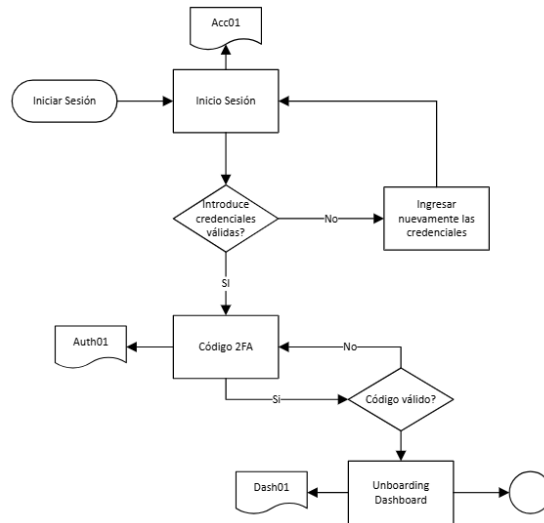 Acc01
Iniciar Sesión
Inicio Sesión
Introduce
credenciales
válidas?
No
Ingresar
nuevamente las
credenciales
SI
Auth01
Código 2FA
No
Si
Código válido?
Dash01
Unboarding
Dashboard